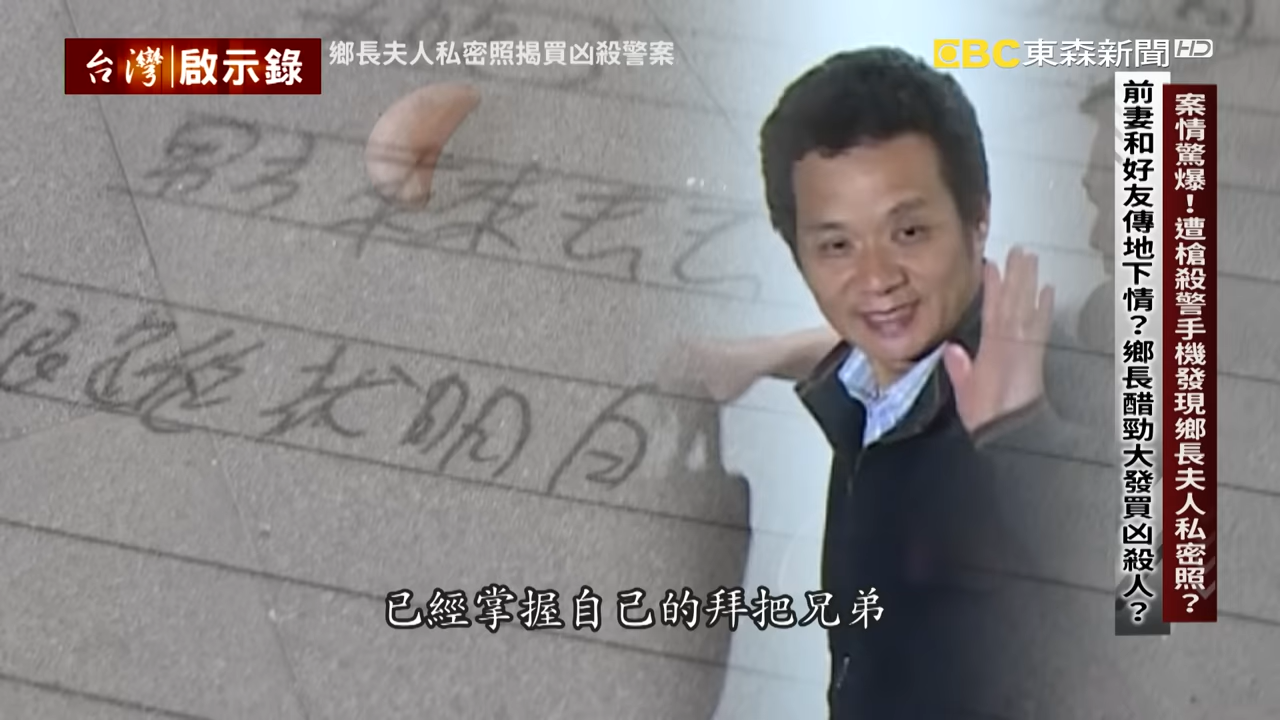 台灣|啟示錄
鄉長夫人私密照揭買凶殺警案
EBC東森新聞HD
案情驚爆！遭槍殺警手機發現鄉長夫人私密照？
前妻和好友傳地下情？鄉長醋勁大發買凶殺人？
明白
已經掌握自己的拜把兄弟